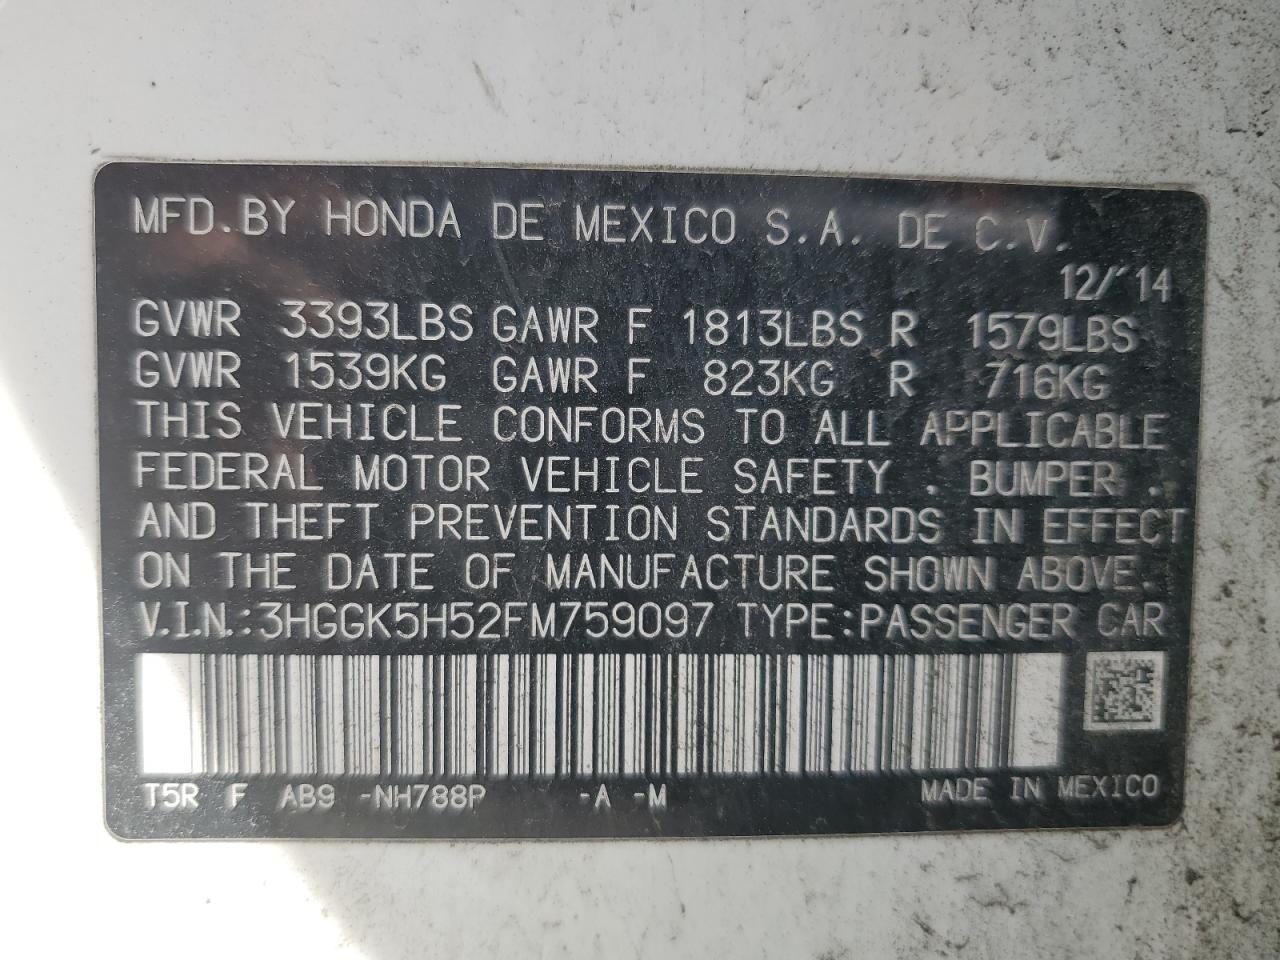 MFD.BY HONDA DE MEXICO S.A. DE C.V.
12/'14
GVWR 3393LBS GAWR F 1813LBS R 1579LBS
GVWR 1539KG GAWR F 823KG R 716KG
THIS VEHICLE CONFORMS TO ALL APPLICABLE
FEDERAL MOTOR VEHICLE SAFETY , BUMPER ,
AND THEFT PREVENTION STANDARDS IN EFFECT
ON THE DATE OF MANUFACTURE SHOWN ABOVE.
V.I.N.:3HGGK5H52FM759097 TYPE:PASSENGER CAR
T5R F AB9 -NH788P -A -M MADE IN MEXICO